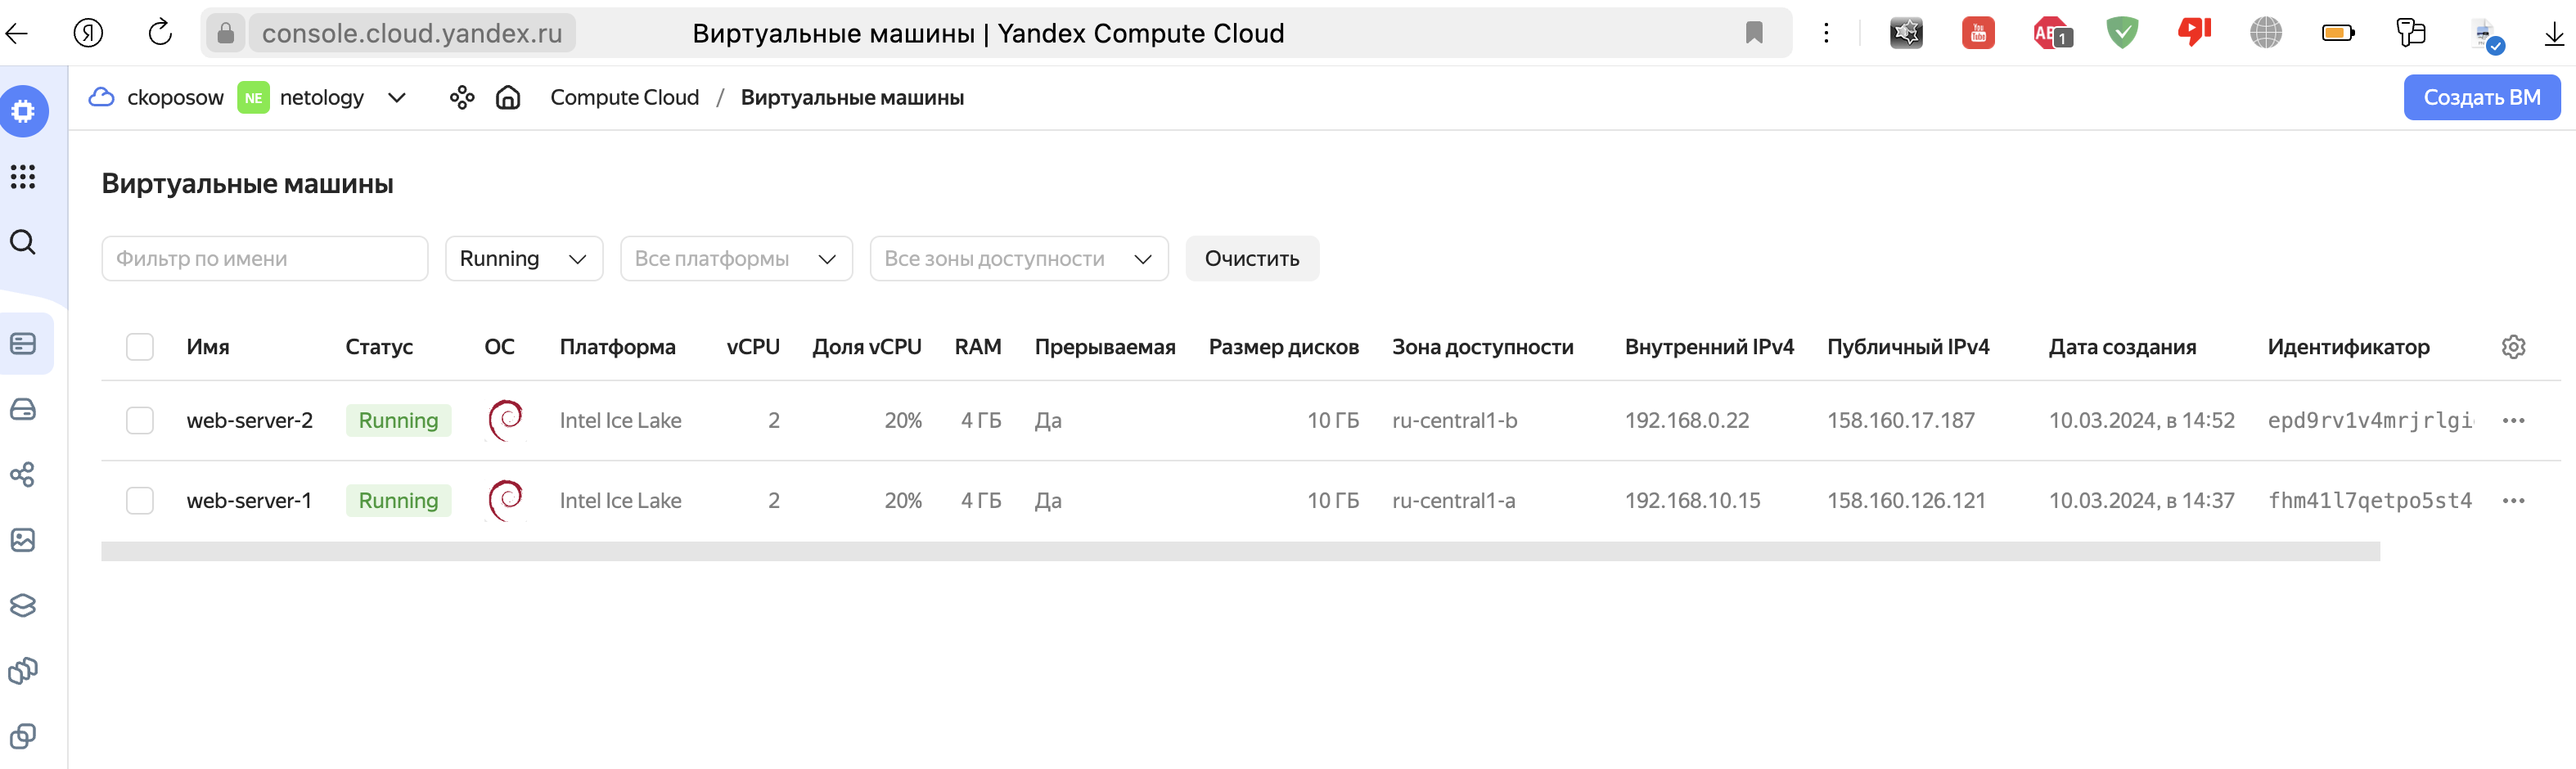 console.cloud.yandex.ru Виртуальные машины | Yandex Compute Cloud
ckoposow NE netology Compute Cloud / Виртуальные машины Создать ВМ
Виртуальные машины
Фильтр по имени Running Все платформы Все зоны доступности Очистить
Имя Статус ОС Платформа vCPU Доля vCPU RAM Прерываемая Размер дисков Зона доступности Внутренний IPv4 Публичный IPv4 Дата создания Идентификатор
web-server-2 Running Intel Ice Lake 2 20% 4 ГБ Да 10 ГБ ru-central1-b 192.168.0.22 158.160.17.187 10.03.2024, в 14:52 epd9rv1v4mrjrlgi
web-server-1 Running Intel Ice Lake 2 20% 4 ГБ Да 10 ГБ ru-central1-a 192.168.10.15 158.160.126.121 10.03.2024, в 14:37 fhm41l7qetpo5st4